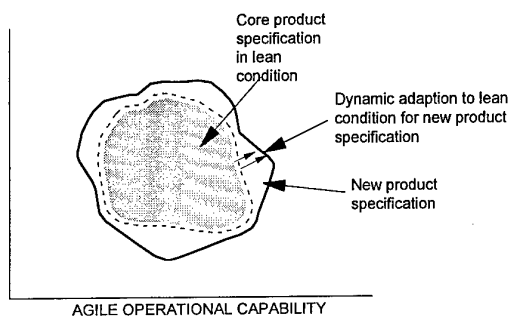 Core product
specification
in lean
condition
Dynamic adaption to lean
condition for new product
specification
New product
specification
AGILE OPERATIONAL CAPABILITY